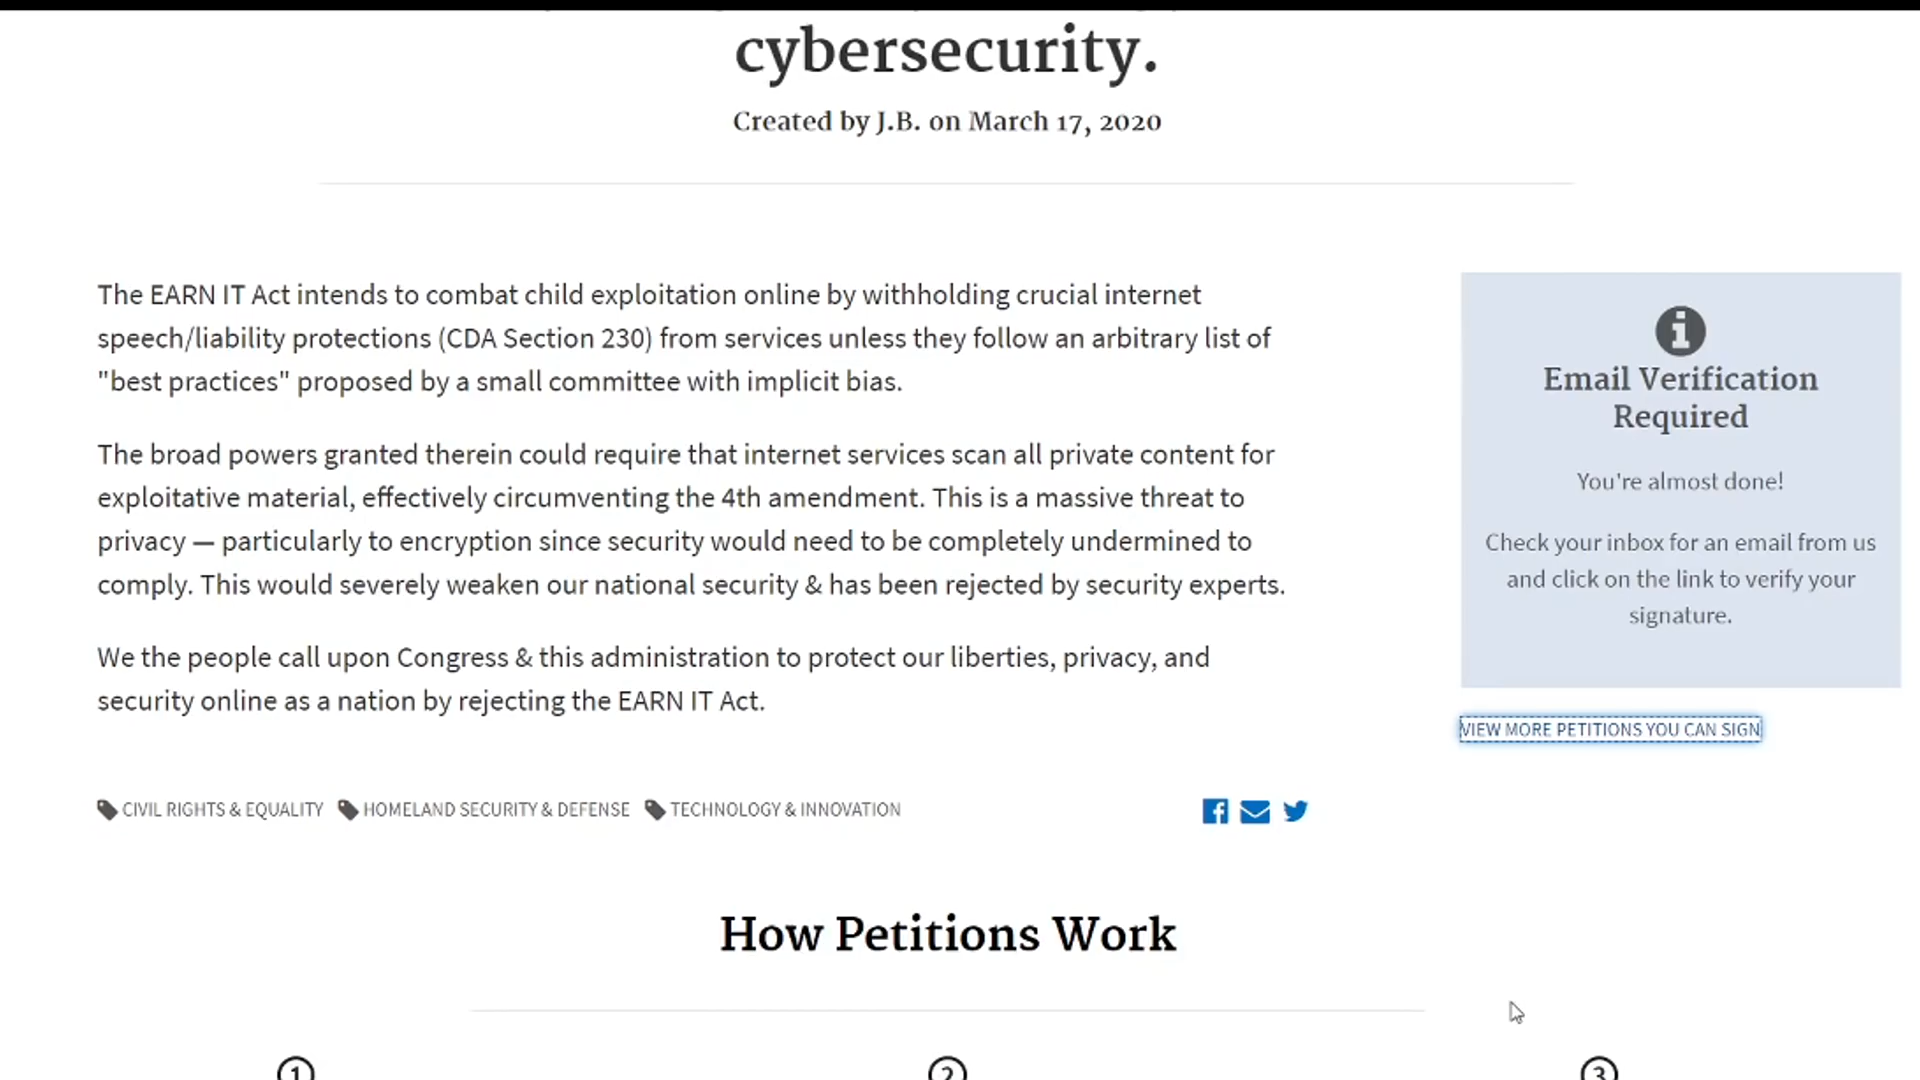 cybersecurity.
Created by J.B. on March 17, 2020
The EARN IT Act intends to combat child exploitation online by withholding crucial internet
speech/liability protections (CDA Section 230) from services unless they follow an arbitrary list of
"best practices" proposed by a small committee with implicit bias.
The broad powers granted therein could require that internet services scan all private content for
exploitative material, effectively circumventing the 4th amendment. This is a massive threat to
privacy — particularly to encryption since security would need to be completely undermined to
comply. This would severely weaken our national security & has been rejected by security experts.
We the people call upon Congress & this administration to protect our liberties, privacy, and
security online as a nation by rejecting the EARN IT Act.
CIVIL RIGHTS & EQUALITY HOMELAND SECURITY & DEFENSE TECHNOLOGY & INNOVATION
Email Verification
Required
You're almost done!
Check your inbox for an email from us
and click on the link to verify your
signature.
VIEW MORE PETITIONS YOU CAN SIGN
How Petitions Work
1 2 3